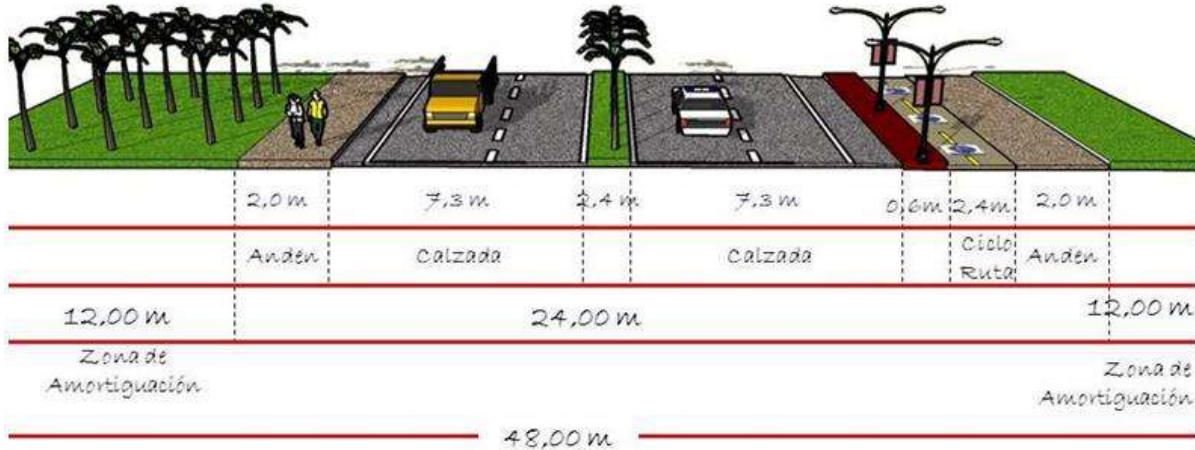 2,0 m 7,3 m 2,4 m 7,3 m 0,6m 2,4m 2,0 m
Anden Calzada Calzada Ciclo Ruta Anden
12,00 m 24,00 m 12,00 m
Zona de
Amortiguación
Zona de
Amortiguación
48,00 m